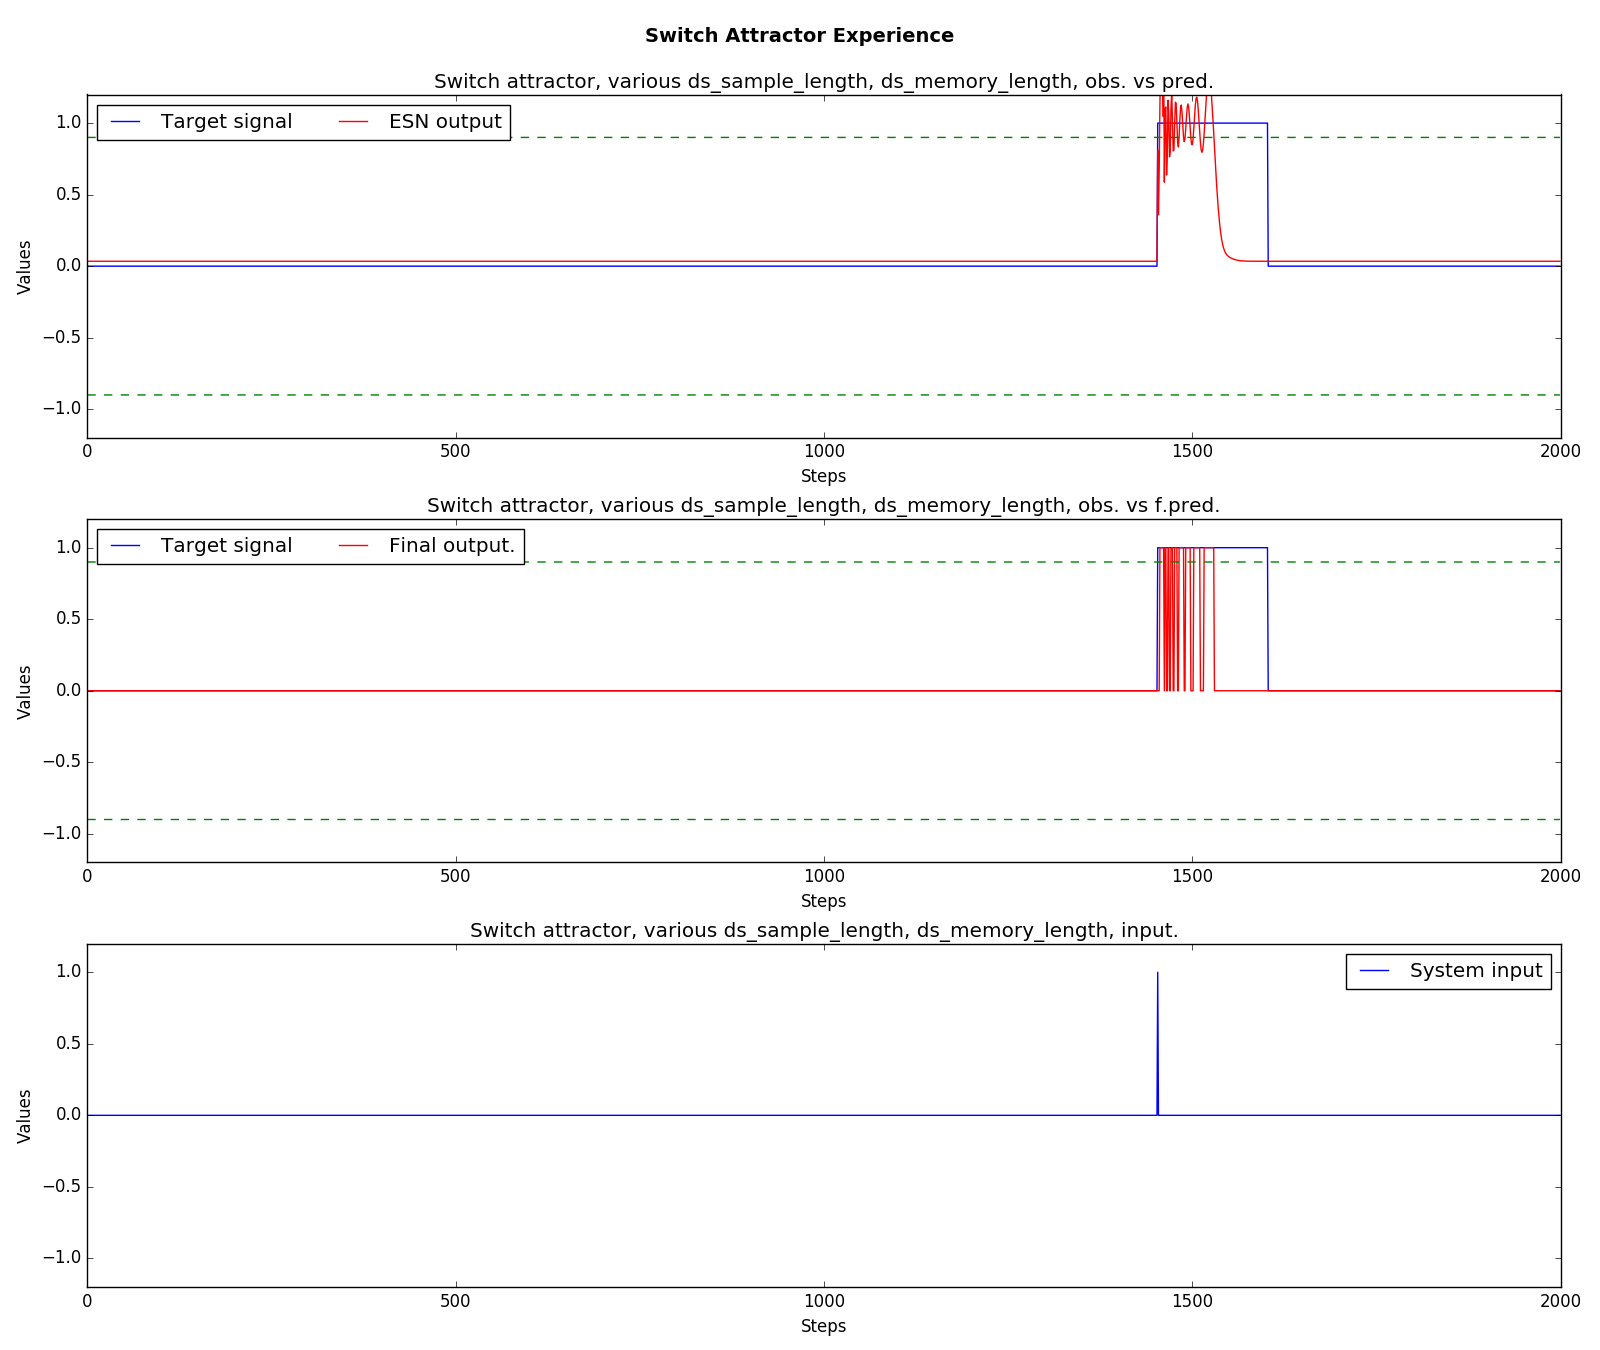 Switch Attractor Experience
Switch attractor, various ds_sample_length, ds_memory_length, obs. vs pred.
Target signal ESN output
1.0
0.5
0.0
−0.5
−1.0
Values
0 500 1000 1500 2000
Steps
Switch attractor, various ds_sample_length, ds_memory_length, obs. vs f.pred.
Target signal Final output.
1.0
0.5
0.0
−0.5
−1.0
Values
0 500 1000 1500 2000
Steps
Switch attractor, various ds_sample_length, ds_memory_length, input.
System input
1.0
0.5
0.0
−0.5
−1.0
Values
0 500 1000 1500 2000
Steps